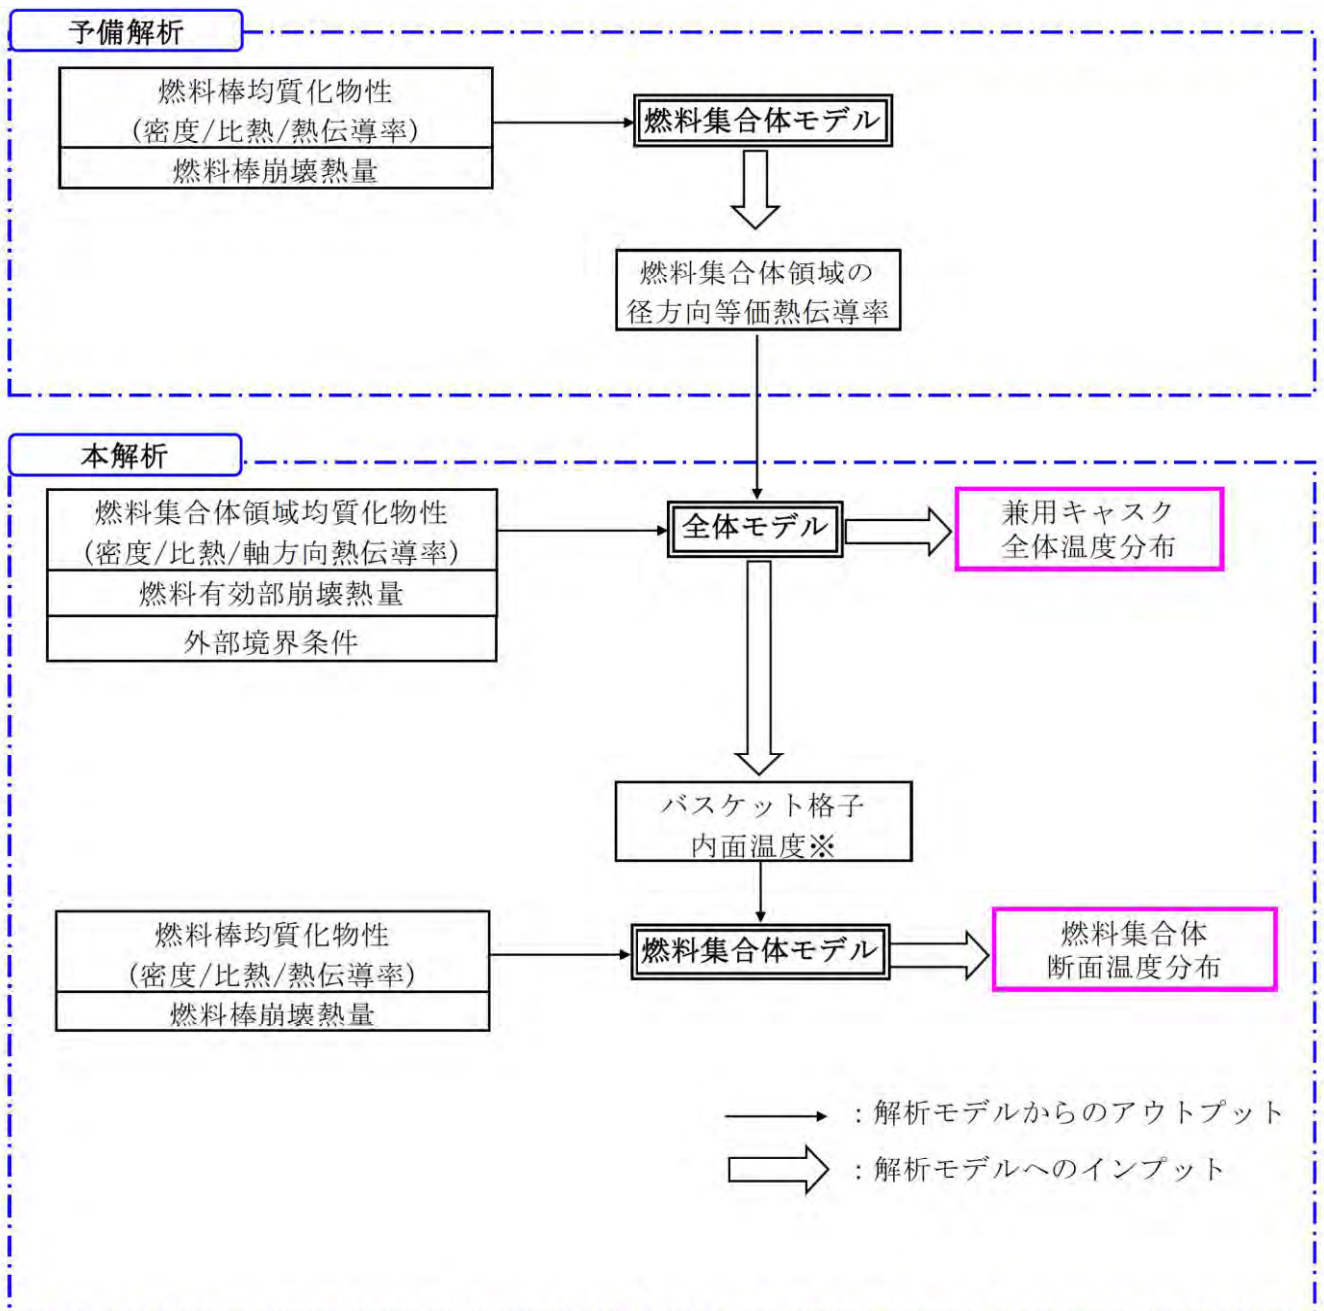 予備解析
燃料棒均質化物性
(密度/比熱/熱伝導率)
燃料棒崩壊熱量
燃料集合体モデル
燃料集合体領域の
径方向等価熱伝導率
本解析
燃料集合体領域均質化物性
(密度/比熱/軸方向熱伝導率)
燃料有効部崩壊熱量
外部境界条件
全体モデル
兼用キャスク
全体温度分布
バスケット格子
内面温度※
燃料棒均質化物性
(密度/比熱/熱伝導率)
燃料棒崩壊熱量
燃料集合体モデル
燃料集合体
断面温度分布
：解析モデルからのアウトプット
：解析モデルへのインプット